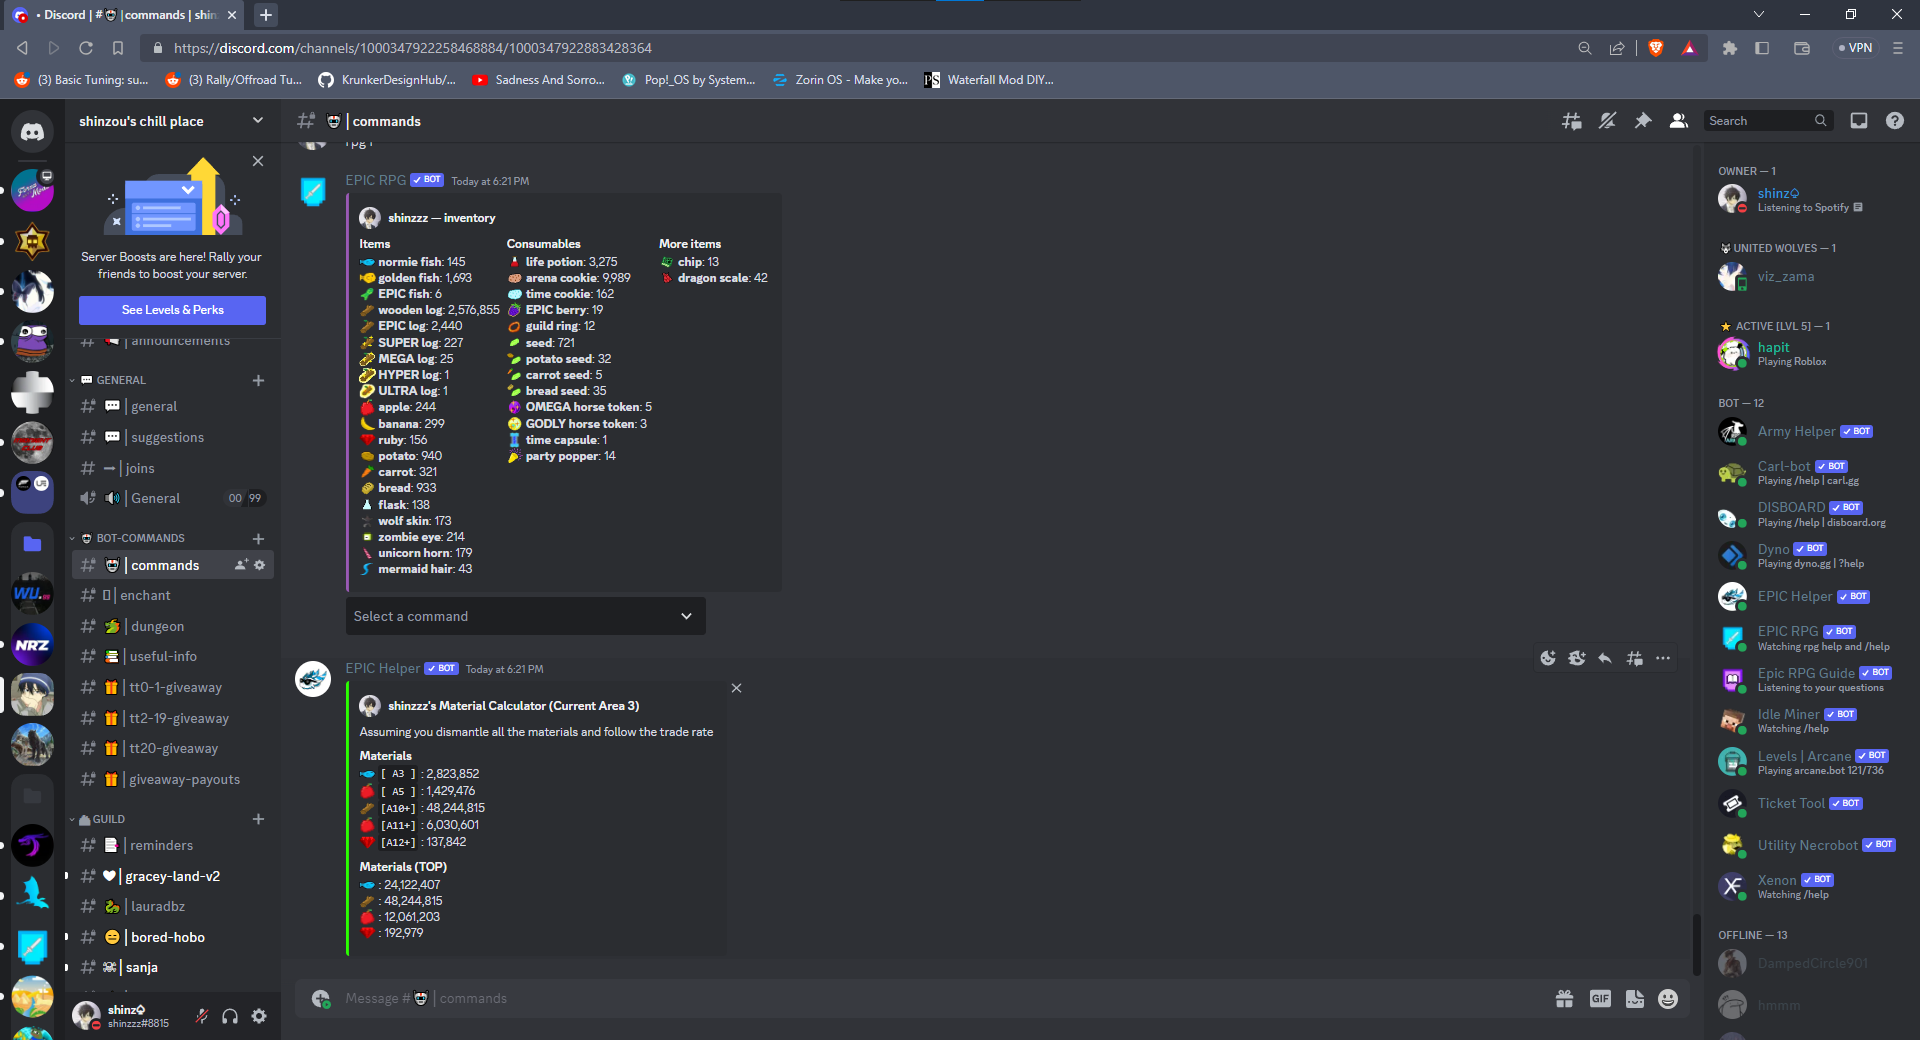 • Discord | # | commands | shin
https://discord.com/channels/1000347922258468884/1000347922883428364
VPN
(3) Basic Tuning: su...
(3) Rally/Offroad Tu...
KrunkerDesignHub/...
Sadness And Sorro...
Pop!_OS by System...
Zorin OS - Make yo...
PS
Waterfall Mod DIY...
shinzou's chill place
Server Boosts are here! Rally your
friends to boost your server.
See Levels & Perks
announcements
GENERAL
general
suggestions
joins
General
00 99
BOT-COMMANDS
commands
enchant
dungeon
useful-info
tt0-1-giveaway
tt2-19-giveaway
tt20-giveaway
giveaway-payouts
GUILD
reminders
gracey-land-v2
lauradbz
bored-hobo
sanja
shinz
shinzzz#8815
WU.
NRZ
| commands
Search
rpg i
EPIC RPG BOT Today at 6:21 PM
shinzzz — inventory
Items
normie fish: 145
golden fish: 1,693
EPIC fish: 6
wooden log: 2,576,855
EPIC log: 2,440
SUPER log: 227
MEGA log: 25
HYPER log: 1
ULTRA log: 1
apple: 244
banana: 299
ruby: 156
potato: 940
carrot: 321
bread: 933
flask: 138
wolf skin: 173
zombie eye: 214
unicorn horn: 179
mermaid hair: 43
Consumables
life potion: 3,275
arena cookie: 9,989
time cookie: 162
EPIC berry: 19
guild ring: 12
seed: 721
potato seed: 32
carrot seed: 5
bread seed: 35
OMEGA horse token: 5
GODLY horse token: 3
time capsule: 1
party popper: 14
More items
chip: 13
dragon scale: 42
Select a command
EPIC Helper BOT Today at 6:21 PM
shinzzz's Material Calculator (Current Area 3)
Assuming you dismantle all the materials and follow the trade rate
Materials
[ A3 ] : 2,823,852
[ A5 ] : 1,429,476
[A10+] : 48,244,815
[A11+] : 6,030,601
[A12+] : 137,842
Materials (TOP)
: 24,122,407
: 48,244,815
: 12,061,203
: 192,979
Message # | commands
GIF
OWNER — 1
shinz
Listening to Spotify
UNITED WOLVES — 1
viz_zama
ACTIVE [LVL 5] — 1
hapit
Playing Roblox
BOT — 12
Army Helper BOT
Carl-bot BOT
Playing /help | carl.gg
DISBOARD BOT
Playing /help | disboard.org
Dyno BOT
Playing dyno.gg | ?help
EPIC Helper BOT
EPIC RPG BOT
Watching rpg help and /help
Epic RPG Guide BOT
Listening to your questions
Idle Miner BOT
Watching /help
Levels | Arcane BOT
Playing arcane.bot 121/736
Ticket Tool BOT
Utility Necrobot BOT
Xenon BOT
Watching /help
OFFLINE — 13
DampedCircle901
hmmm